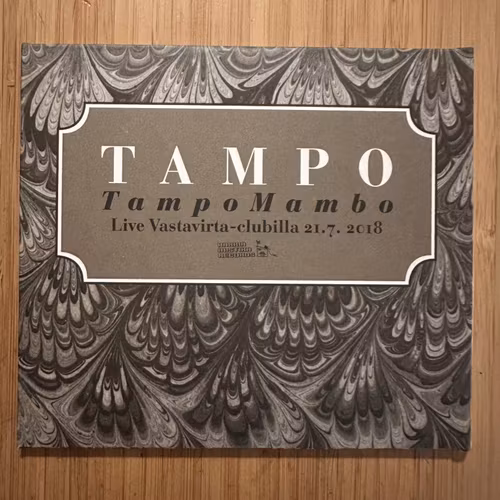 TAMPO
TampoMambo
Live Vastavirta-clubilla 21.7. 2018